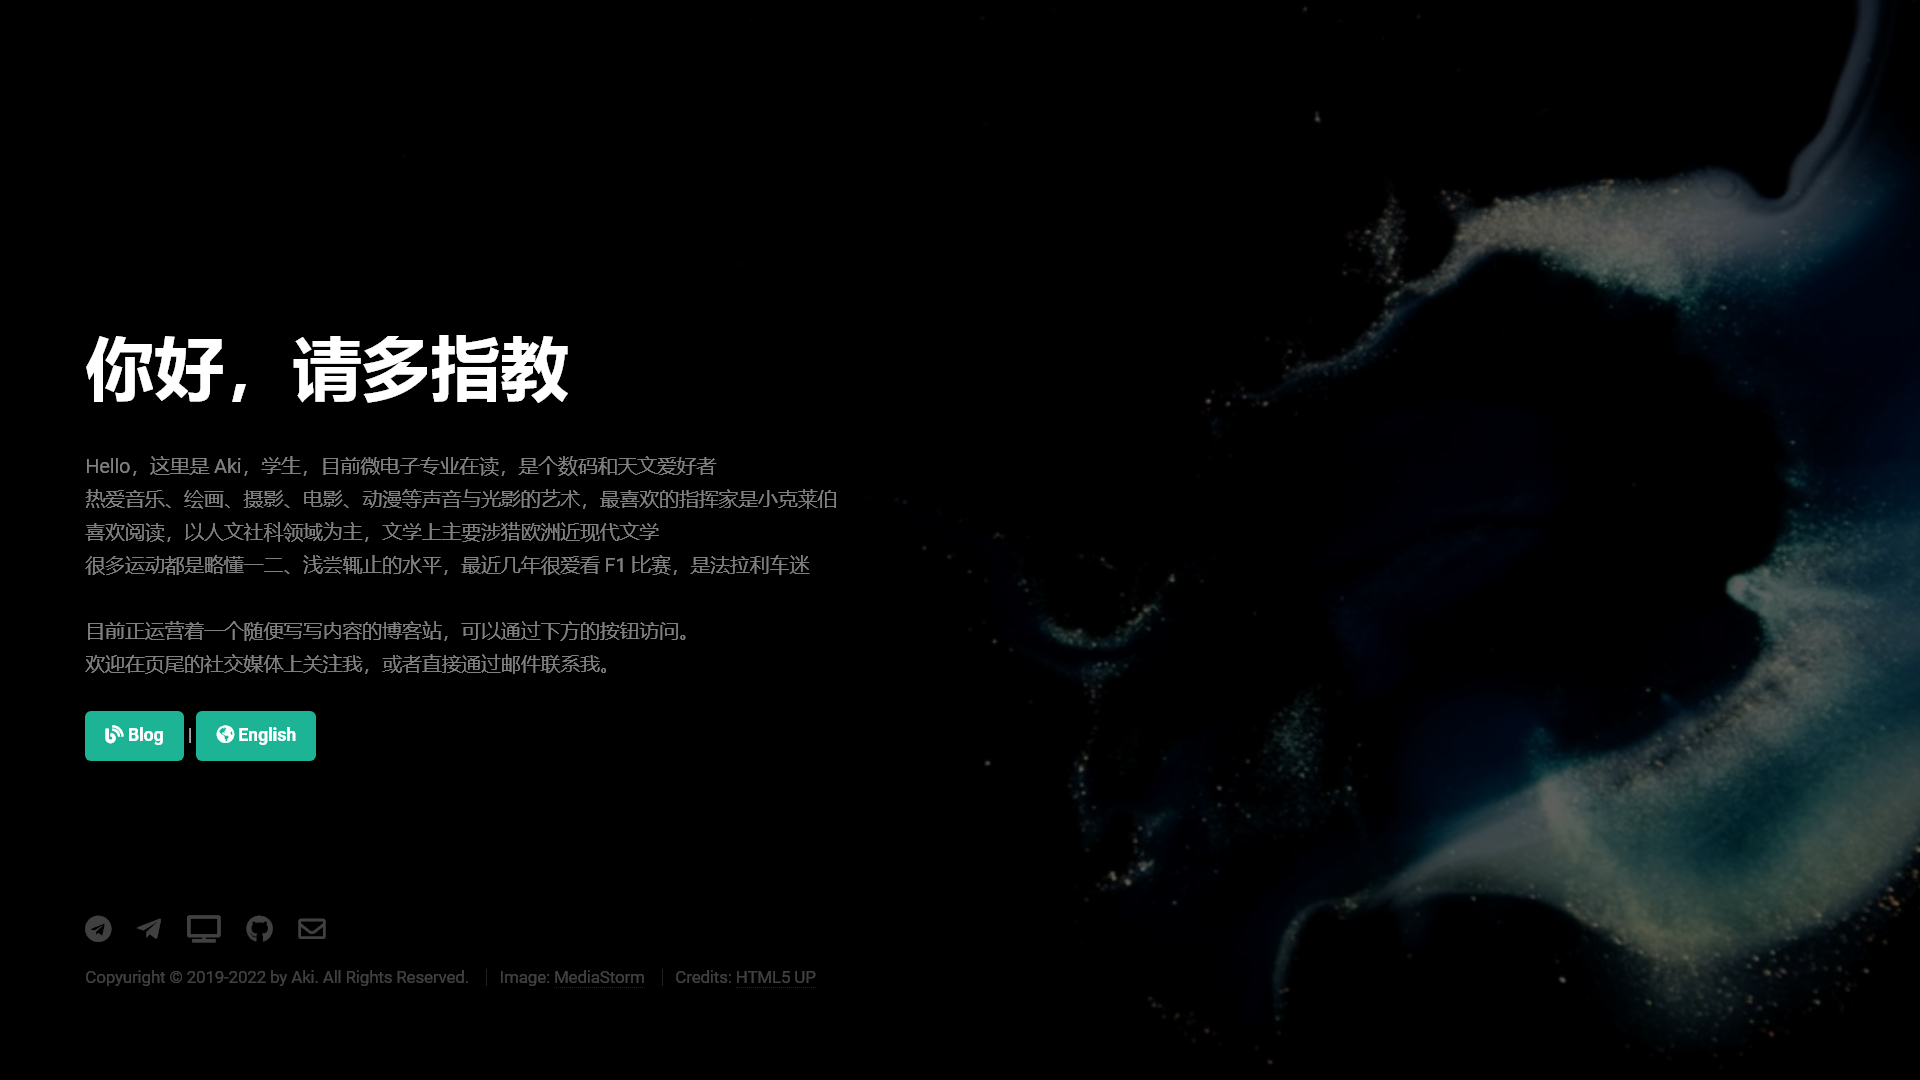 你好，请多指教
Hello，这里是 Aki，学生，目前微电子专业在读，是个数码和天文爱好者
热爱音乐、绘画、摄影、电影、动漫等声音与光影的艺术，最喜欢的指挥家是小克莱伯
喜欢阅读，以人文社科领域为主，文学上主要涉猎欧洲近现代文学
很多运动都是略懂一二、浅尝辄止的水平，最近几年很爱看 F1 比赛，是法拉利车迷
目前正运营着一个随便写写内容的博客站，可以通过下方的按钮访问。
欢迎在页尾的社交媒体上关注我，或者直接通过邮件联系我。
Blog | English
Copyuright © 2019-2022 by Aki. All Rights Reserved. | Image: MediaStorm | Credits: HTML5 UP